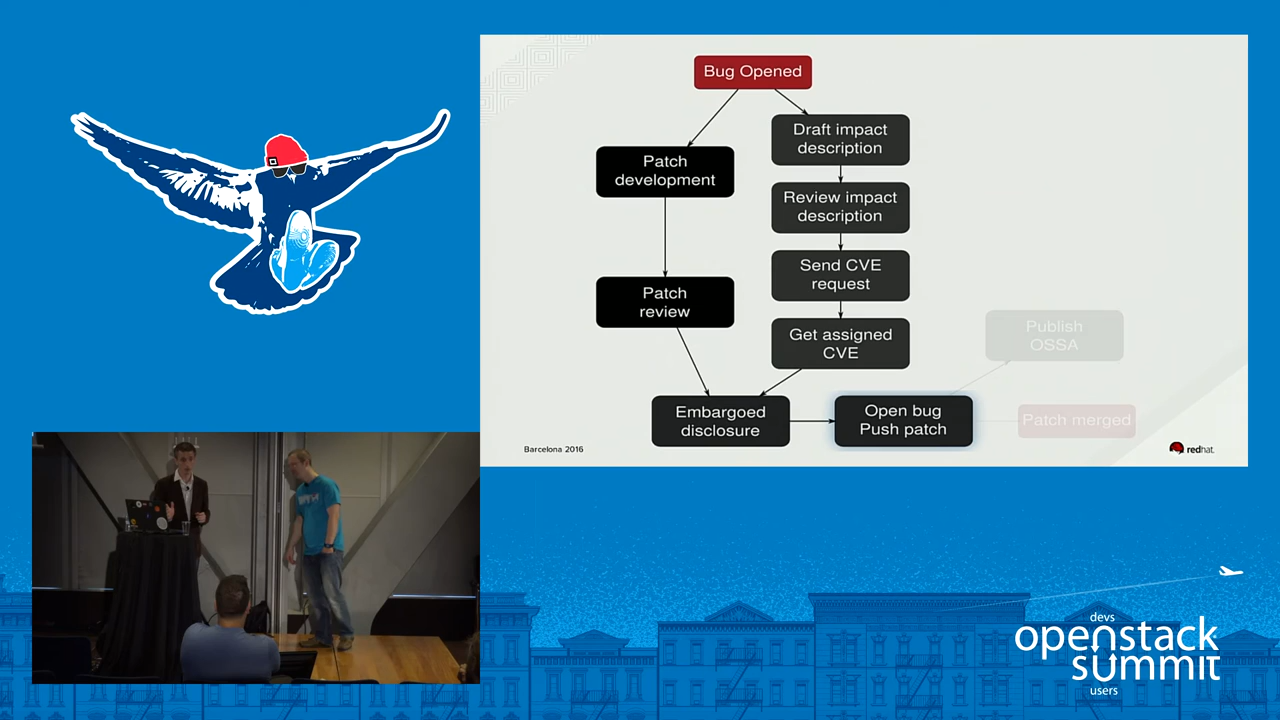 Bug Opened
Draft impact
description
Patch
development
Review impact
description
Send CVE
request
Patch
review
Get assigned
CVE
Publish
OSSA
Embargoed
disclosure
Open bug
Push patch
Patch merged
Barcelona 2016
redhat.
devs
openstack
summit
users